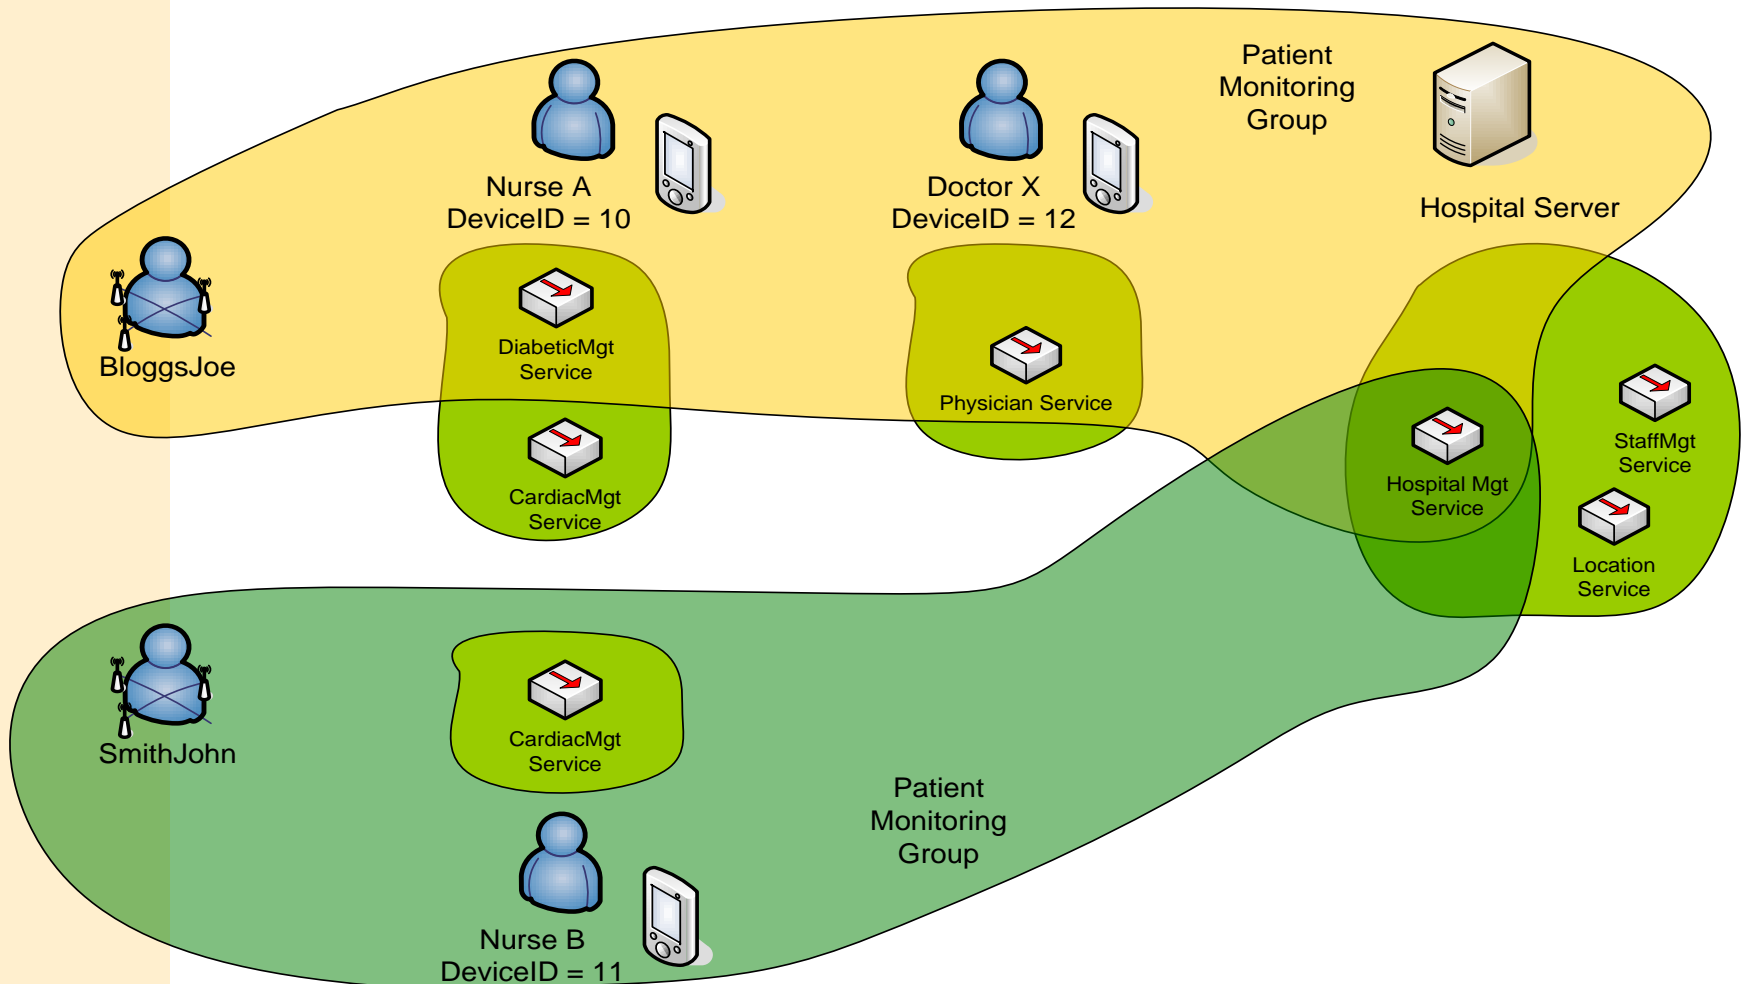 Patient
Monitoring
Group
Nurse A
DeviceID = 10
Doctor X
DeviceID = 12
Hospital Server
BloggsJoe
DiabeticMgt
Service
Physician Service
CardiacMgt
Service
Hospital Mgt
Service
StaffMgt
Service
Location
Service
SmithJohn
CardiacMgt
Service
Patient
Monitoring
Group
Nurse B
DeviceID = 11